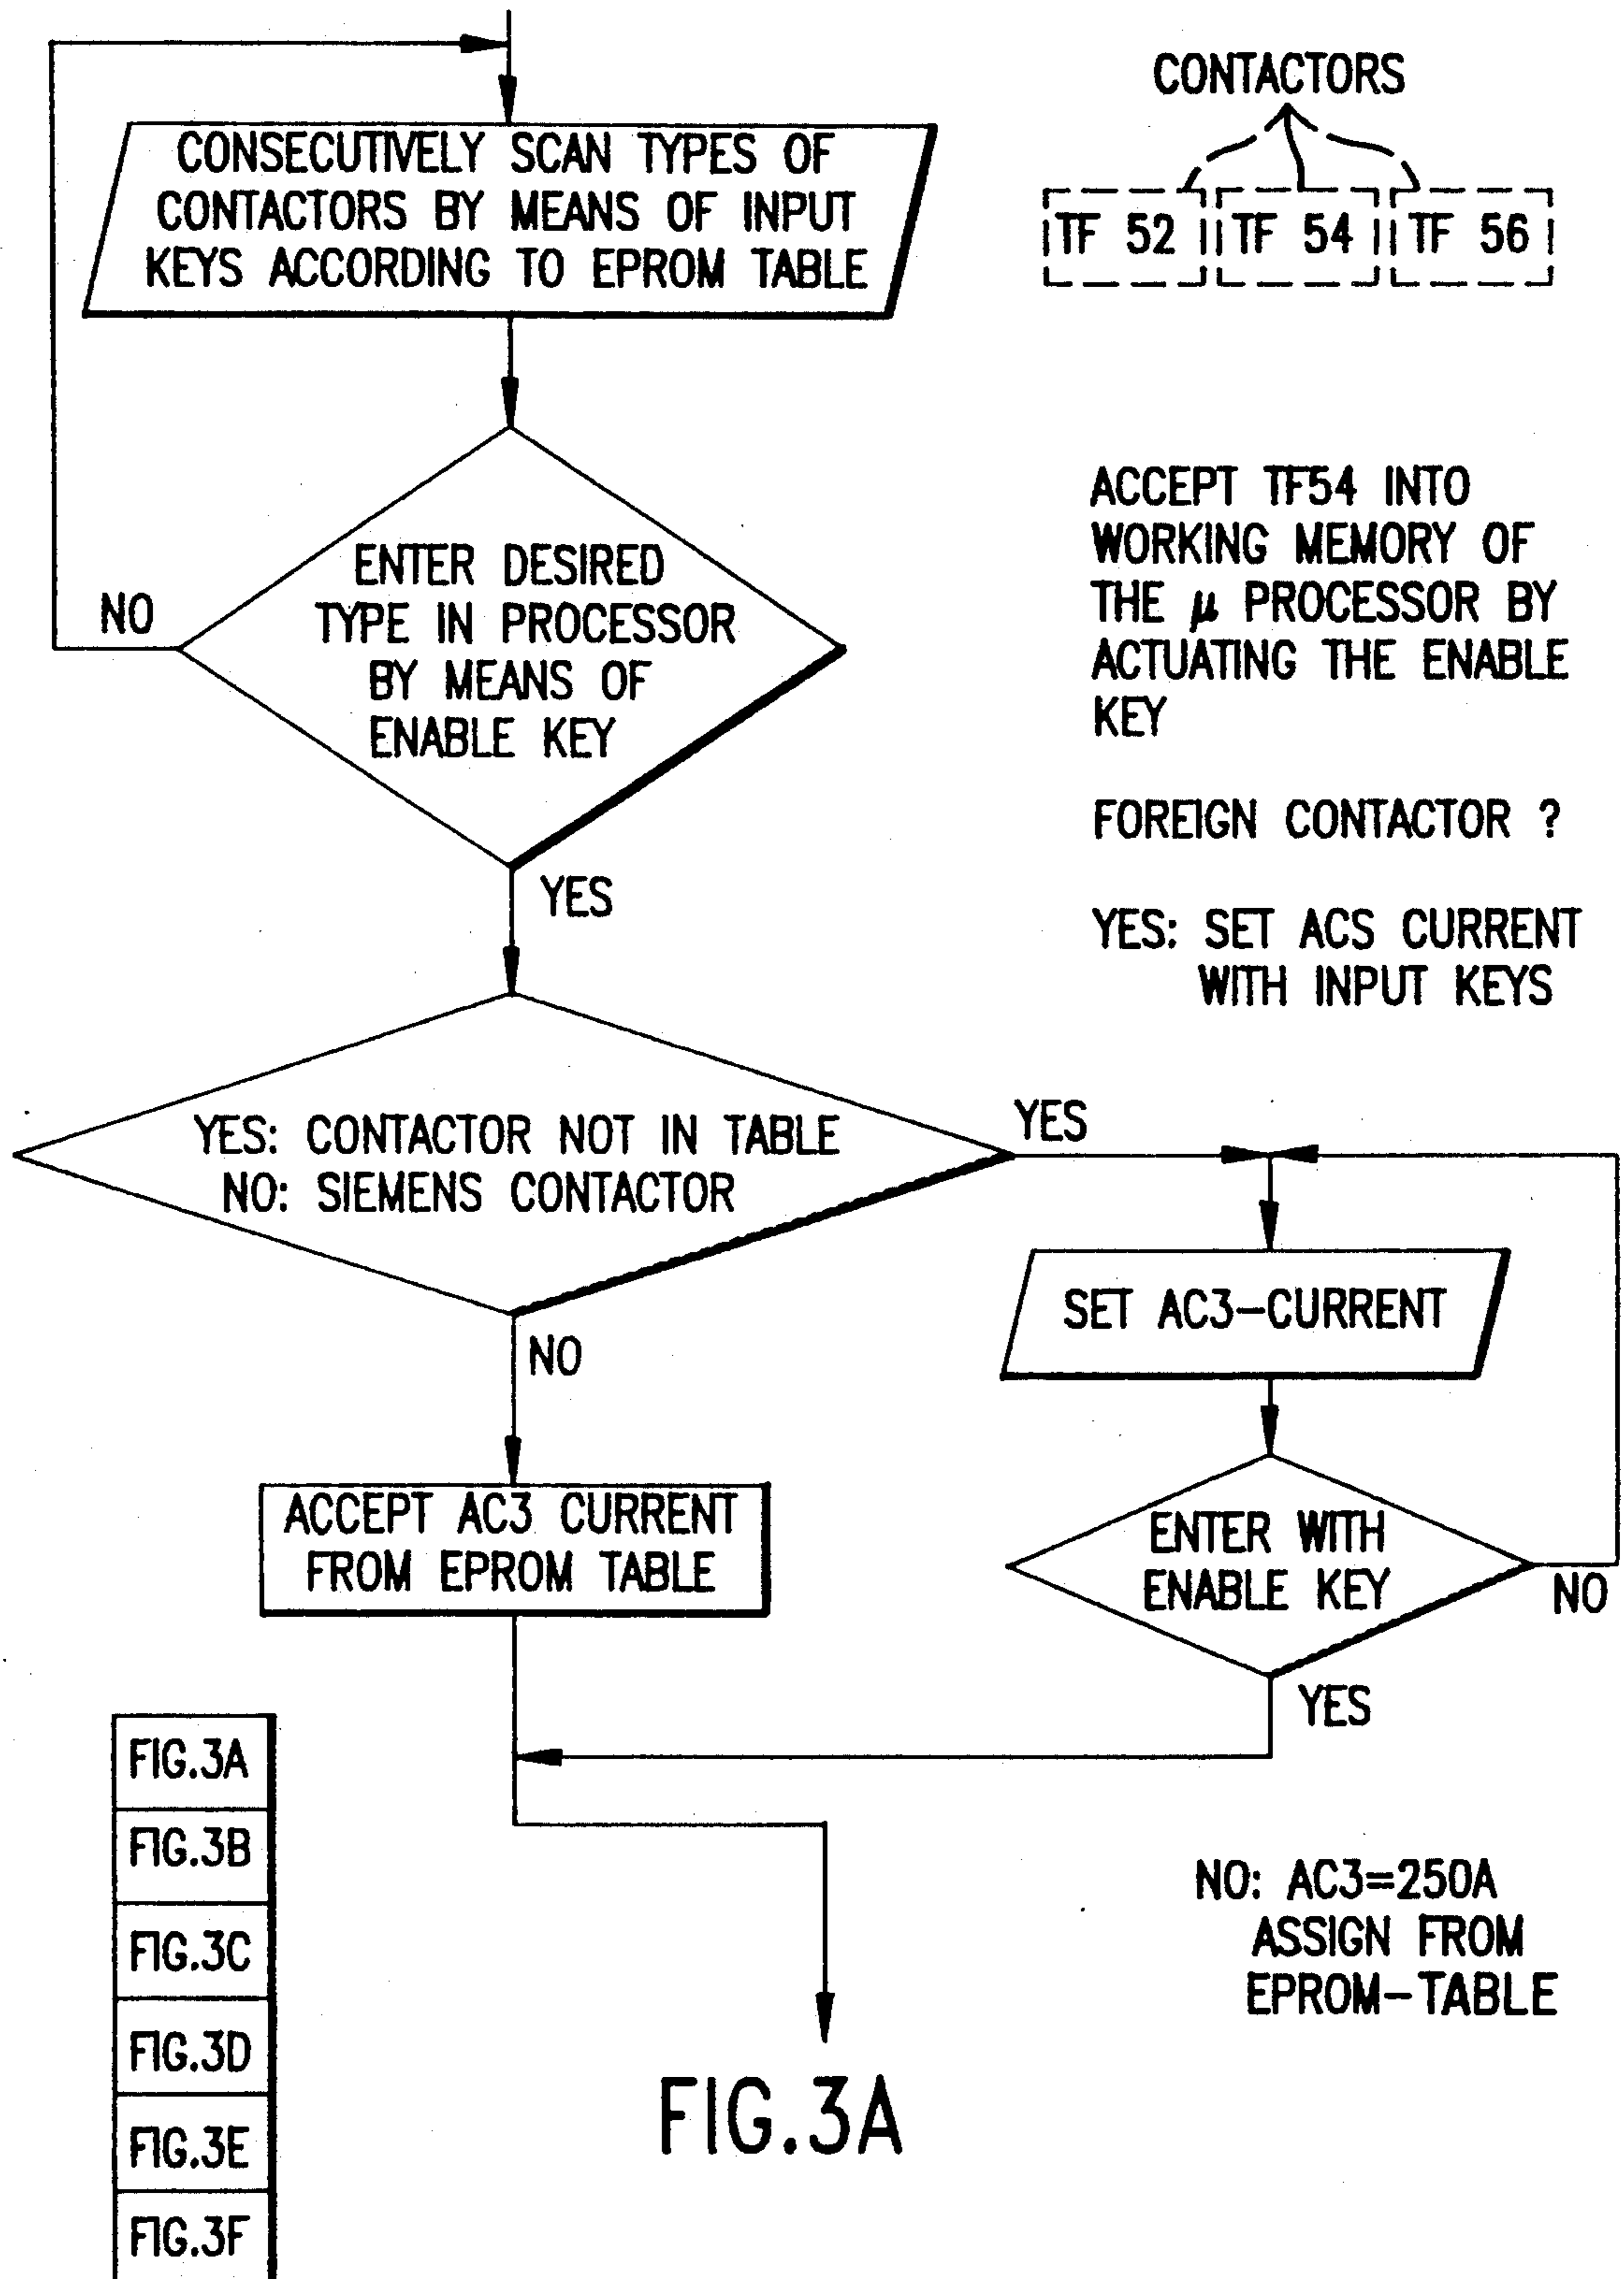 CONTACTORS
TF 52
TF 54
TF 56
CONSECUTIVELY SCAN TYPES OF
CONTACTORS BY MEANS OF INPUT
KEYS ACCORDING TO EPROM TABLE
ENTER DESIRED
TYPE IN PROCESSOR
BY MEANS OF
ENABLE KEY
NO
YES
ACCEPT TF54 INTO
WORKING MEMORY OF
THE μ PROCESSOR BY
ACTUATING THE ENABLE
KEY
FOREIGN CONTACTOR ?
YES: SET ACS CURRENT
WITH INPUT KEYS
YES: CONTACTOR NOT IN TABLE
NO: SIEMENS CONTACTOR
YES
NO
SET AC3-CURRENT
ACCEPT AC3 CURRENT
FROM EPROM TABLE
ENTER WITH
ENABLE KEY
NO
YES
NO: AC3=250A
ASSIGN FROM
EPROM-TABLE
FIG.3A
FIG.3B
FIG.3C
FIG.3D
FIG.3E
FIG.3F
FIG.3A